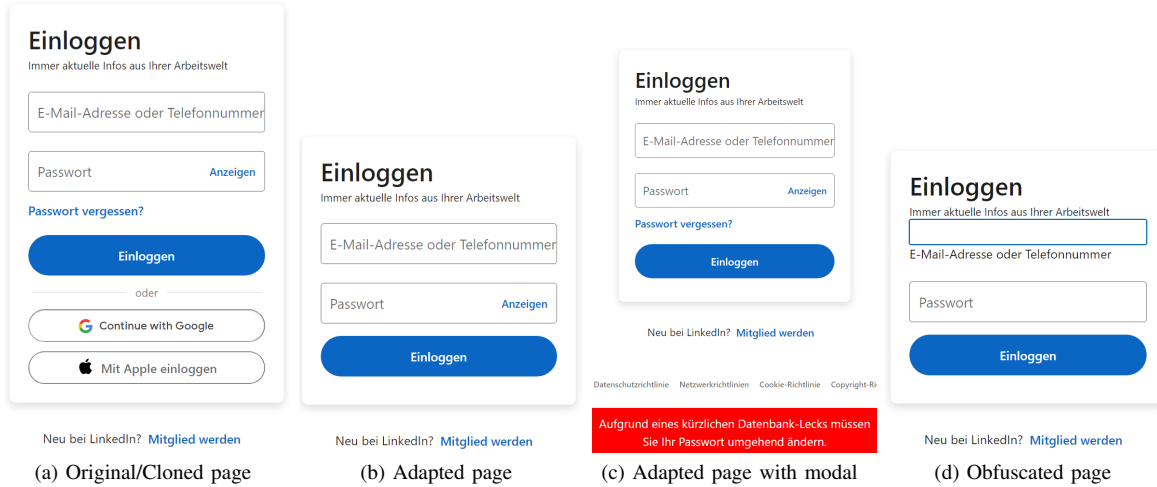 Einloggen
Immer aktuelle Infos aus Ihrer Arbeitswelt
E-Mail-Adresse oder Telefonnummer
Passwort Anzeigen
Passwort vergessen?
Einloggen
oder
Continue with Google
Mit Apple einloggen
Neu bei LinkedIn? Mitglied werden
(a) Original/Cloned page
Einloggen
Immer aktuelle Infos aus Ihrer Arbeitswelt
E-Mail-Adresse oder Telefonnummer
Passwort Anzeigen
Einloggen
Neu bei LinkedIn? Mitglied werden
(b) Adapted page
Einloggen
Immer aktuelle Infos aus Ihrer Arbeitswelt
E-Mail-Adresse oder Telefonnummer
Passwort Anzeigen
Passwort vergessen?
Einloggen
Neu bei LinkedIn? Mitglied werden
Datenschutzrichtlinie Netzwerkrichtlinien Cookie-Richtlinie Copyright-Ri
Aufgrund eines kürzlichen Datenbank-Lecks müssen
Sie Ihr Passwort umgehend ändern.
(c) Adapted page with modal
Einloggen
Immer aktuelle Infos aus Ihrer Arbeitswelt
E-Mail-Adresse oder Telefonnummer
Passwort
Einloggen
Neu bei LinkedIn? Mitglied werden
(d) Obfuscated page